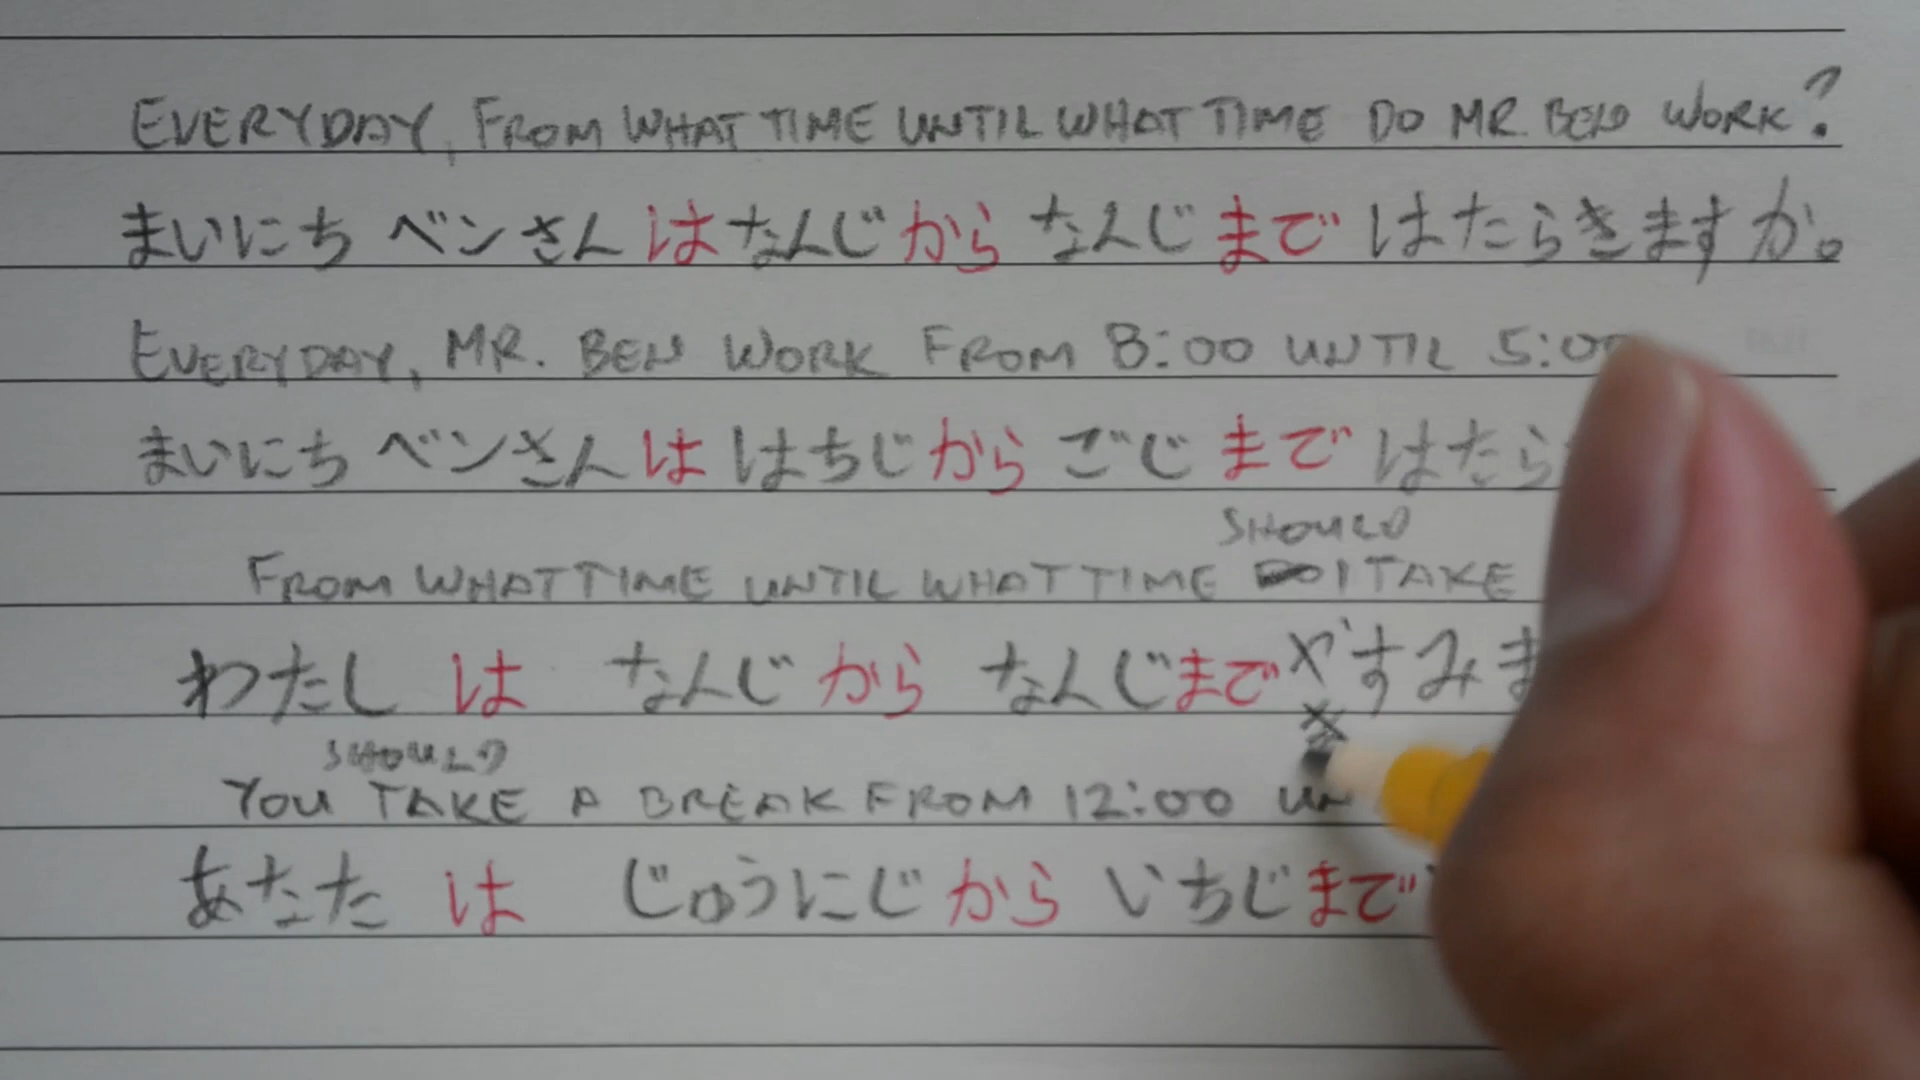 EVERYDAY, FROM WHAT TIME UNTIL WHAT TIME DO MR. BEN WORK?
まいにち ベンさん は なんじ から なんじ まで はたらきます か。
EVERYDAY, MR. BEN WORK FROM 8:00 UNTIL 5:00
まいにち ベンさん は はちじ から ごじ まで はたら
SHOULD
FROM WHAT TIME UNTIL WHAT TIME I TAKE
わたし は なんじ から なんじ まで やすみま
SHOULD
YOU TAKE A BREAK FROM 12:00 UN
あなた は じゅうにじ から いちじ まで